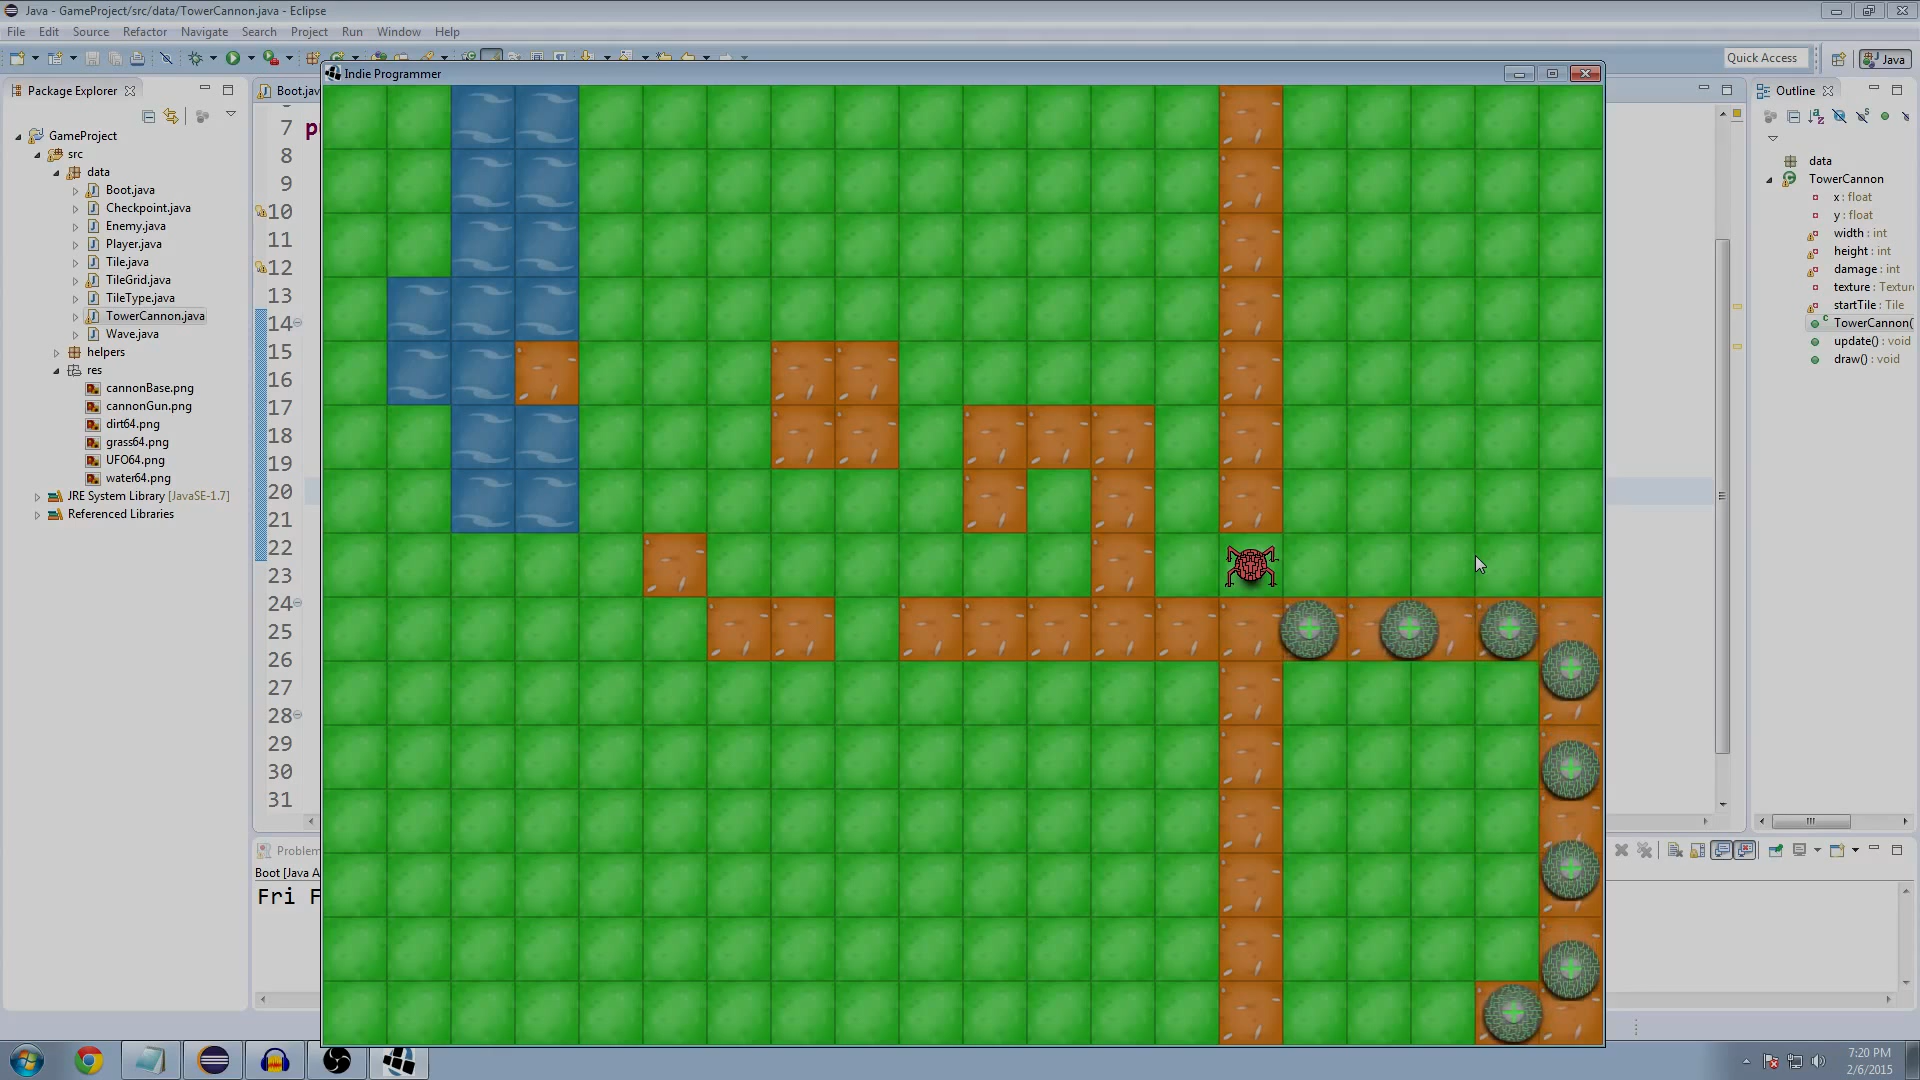 Java - GameProject/src/data/TowerCannon.java - Eclipse
File Edit Source Refactor Navigate Search Project Run Window Help
Quick Access
Java
Indie Programmer
Package Explorer
Boot.jav
Outline
GameProject
src
data
Boot.java
Checkpoint.java
Enemy.java
Player.java
Tile.java
TileGrid.java
TileType.java
TowerCannon.java
Wave.java
helpers
res
cannonBase.png
cannonGun.png
dirt64.png
grass64.png
UFO64.png
water64.png
JRE System Library [JavaSE-1.7]
Referenced Libraries
7
8
9
10
11
12
13
14
15
16
17
18
19
20
21
22
23
24
25
26
27
28
29
30
31
data
TowerCannon
x : float
y : float
width : int
height : int
damage : int
texture : Texture
startTile : Tile
TowerCannon(
update() : void
draw() : void
Problem
Boot [Java A
Fri F
7:20 PM
2/6/2015